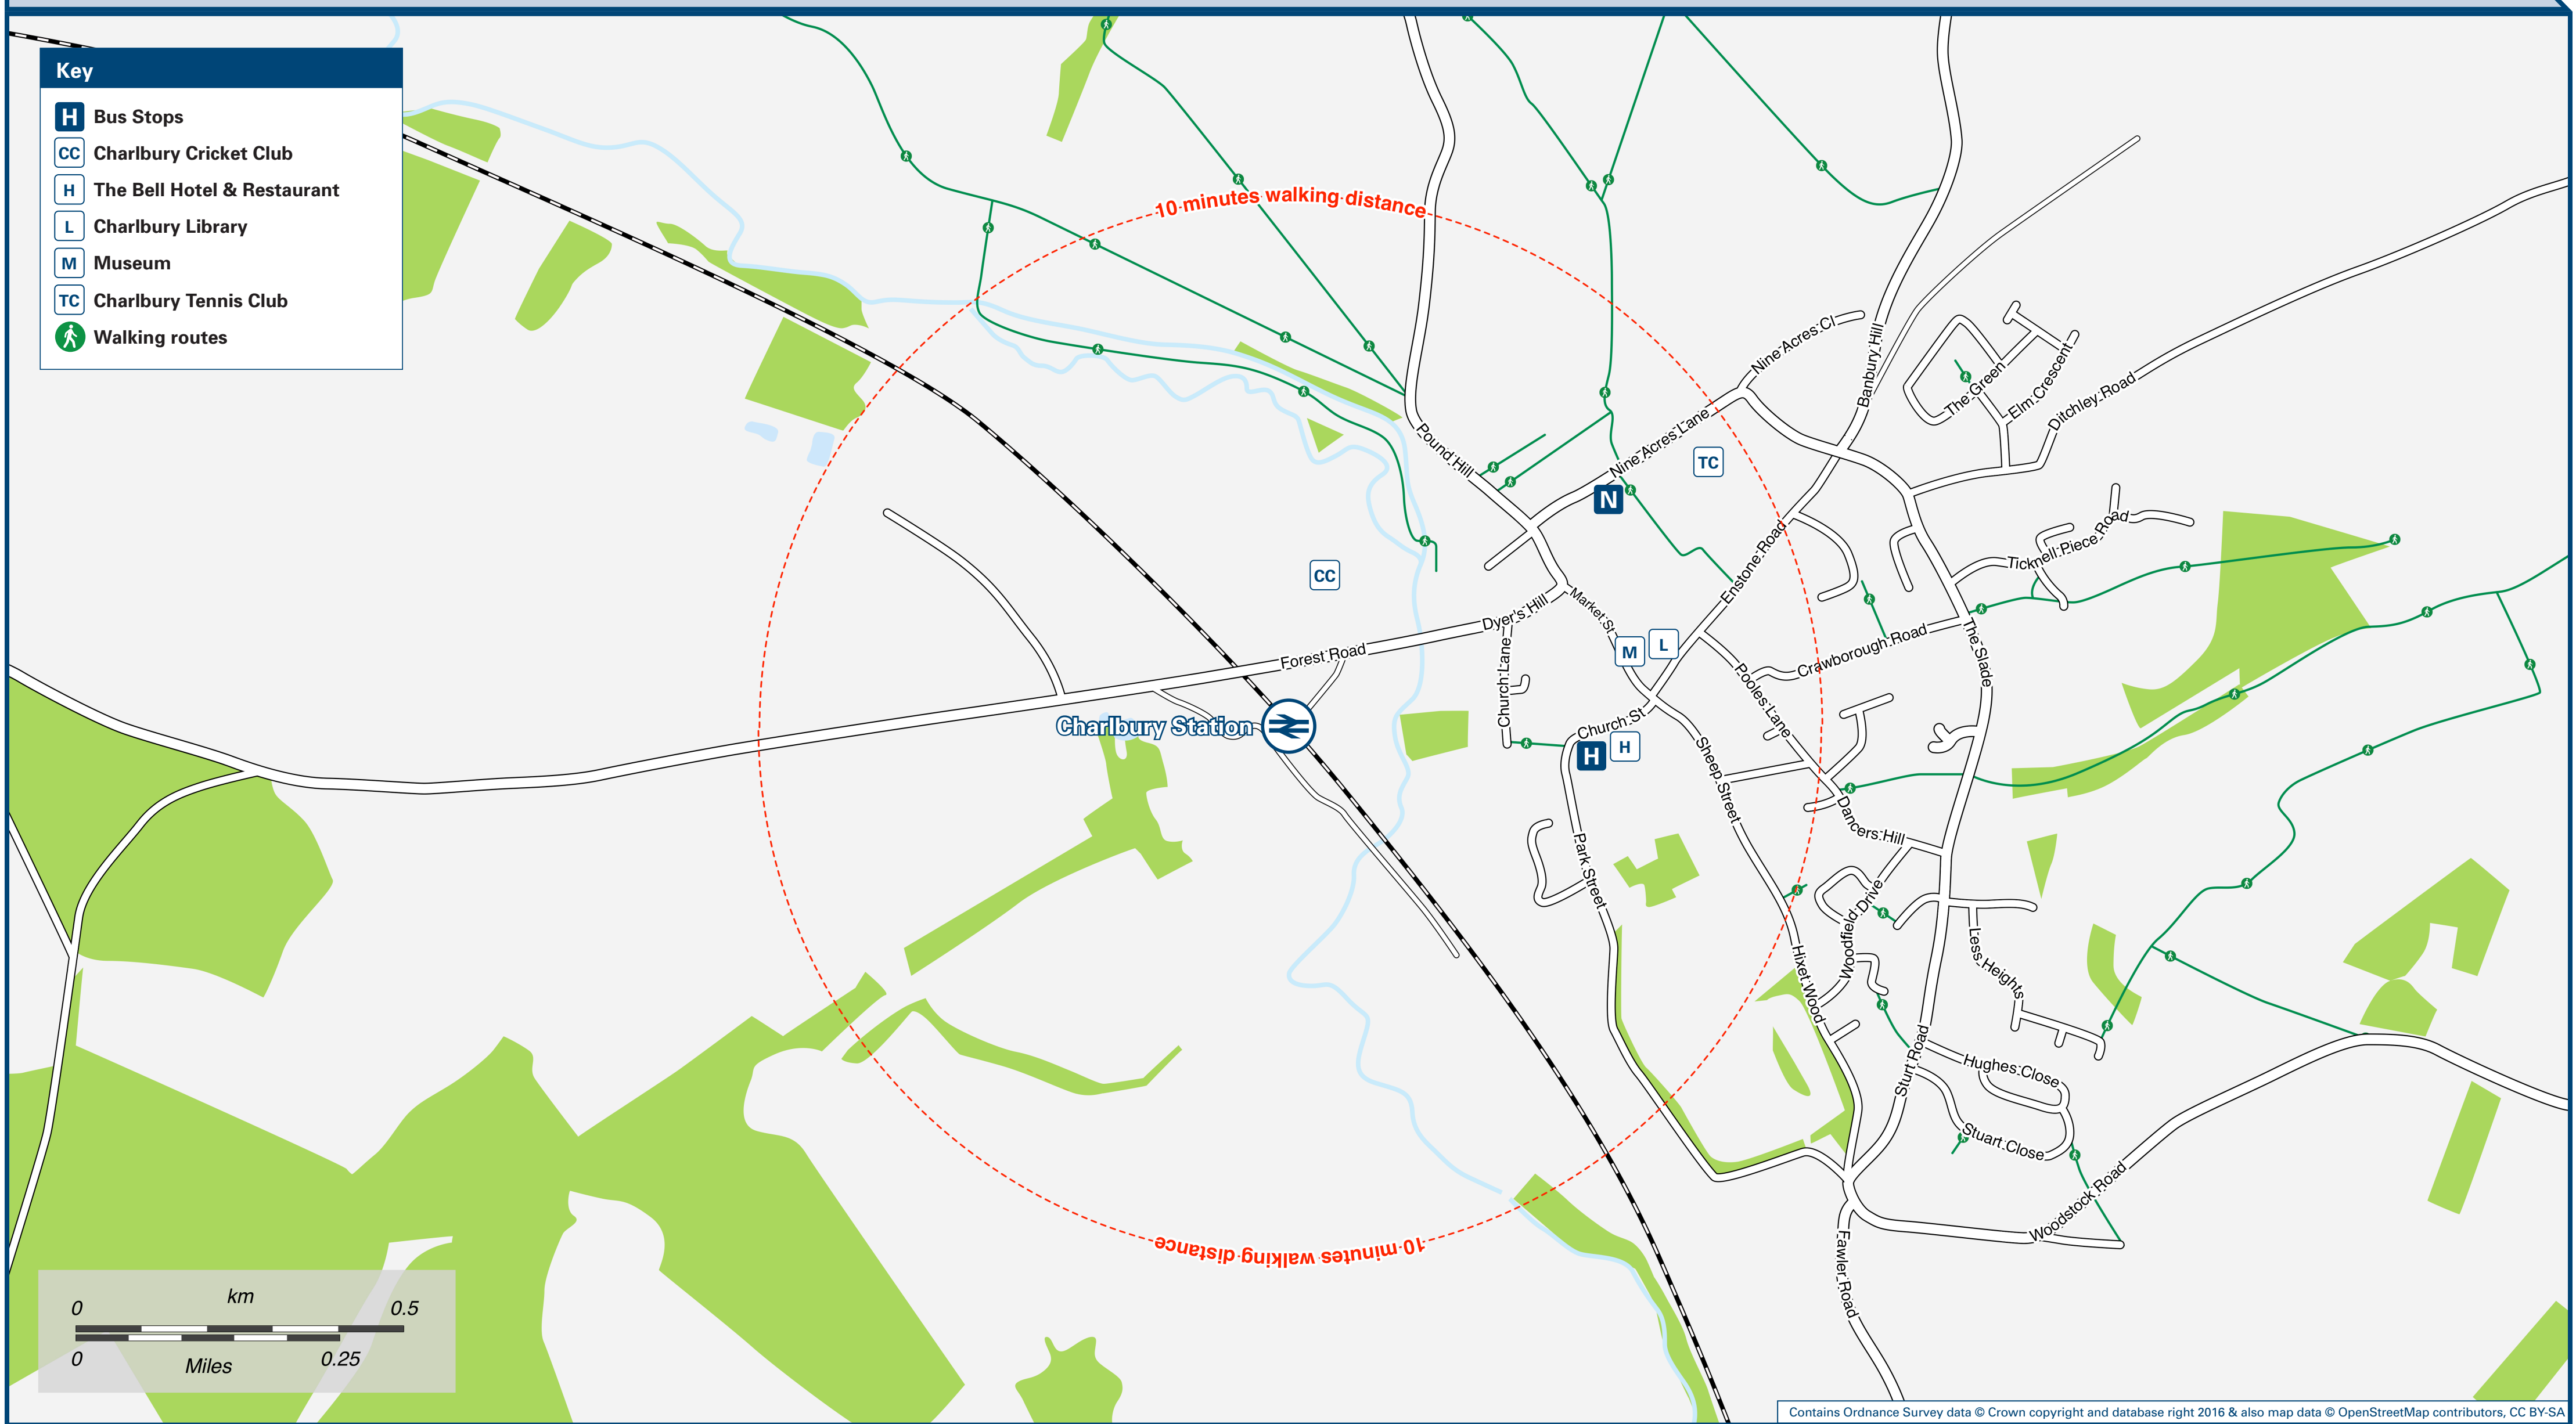 Key
H Bus Stops
CC Charlbury Cricket Club
H The Bell Hotel & Restaurant
L Charlbury Library
M Museum
TC Charlbury Tennis Club
Walking routes
10 minutes walking distance
Nine Acres Cl
Banbury Hill
The Green
Elm Crescent
Ditchley Road
Pound Hill
Nine Acres Lane
TC
N
Enstone Road
Ticknell Piece Road
CC
Dyer's Hill
Market St
Forest Road
Church Lane
M
L
Crawborough Road
The Slade
Pooles Lane
Charlbury Station
Church St
H
H
Sheep Street
Dancers Hill
Park Street
Woodfield Drive
Hixet Wood
Lees Heights
Sturt Road
Hughes Close
Stuart Close
Woodstock Road
Fawler Road
10 minutes walking distance
km
0 0.5
0 0.25
Miles
Contains Ordnance Survey data © Crown copyright and database right 2016 & also map data © OpenStreetMap contributors, CC BY-SA